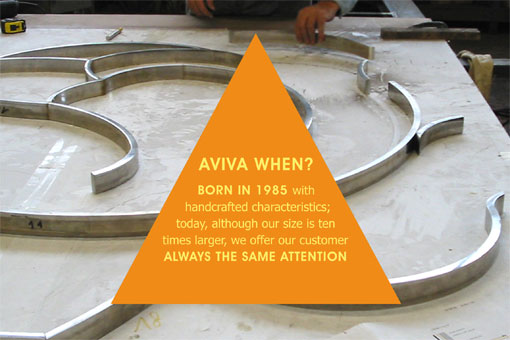 AVIVA WHEN?
BORN IN 1985 with
handcrafted characteristics;
today, although our size is ten
times larger, we offer our customer
ALWAYS THE SAME ATTENTION
11